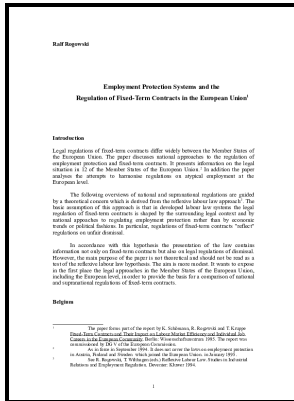 Ralf Rogowski
Employment Protection Systems and the
Regulation of Fixed-Term Contracts in the European Union¹
Introduction
Legal regulations of fixed-term contracts differ widely between the Member States of
the European Union. The paper discusses national approaches to the regulation of
employment protection and fixed-term contracts. It presents information on the legal
situation in 12 of the Member States of the European Union.² In addition the paper
analyses the attempts to harmonise regulations on atypical employment at the
European level.
The following overviews of national and supranational regulations are guided
by a theoretical concern which is derived from the reflexive labour law approach³. The
basic assumption of this approach is that in developed labour law systems the legal
regulation of fixed-term contracts is shaped by the surrounding legal context and by
national approaches to regulating employment protection rather than by economic
trends or political fashions. In particular, regulations of fixed-term contracts "reflect"
regulations on unfair dismissal.
In accordance with this hypothesis the presentation of the law contains
information not only on fixed-term contracts but also on legal regulations of dismissal.
However, the main purpose of the paper is not theoretical and should not be read as a
test of the reflexive labour law hypothesis. The aim is more modest. It wants to expose
in the first place the legal approaches in the Member States of the European Union,
including the European level, in order to provide the basis for a comparison of national
and supranational regulations of fixed-term contracts.
Belgium
¹ The paper forms part of the report by K. Schömann, R. Rogowski and T. Kruppe
Fixed-Term Contracts and Their Impact on Labour Market Efficiency and Individual Job
Careers in the European Community. Berlin: Wissenschaftszentrum 1995. The report was
commissioned by DG V of the European Commission.
² As in force in September 1994. It does not cover the laws on employment protection
in Austria, Finland and Sweden which joined the European Union in January 1995.
³ See R. Rogowski, T. Wilthagen (eds.) Reflexive Labour Law. Studies in Industrial
Relations and Employment Regulation, Deventer: Kluwer 1994.
1